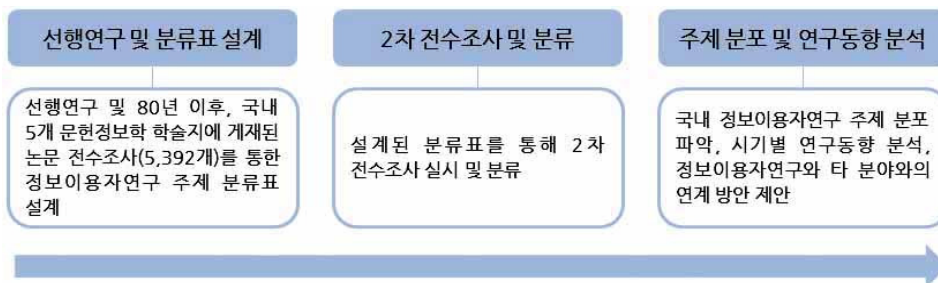 선행연구 및 분류표 설계
선행연구 및 80년 이후, 국내
5개 문헌정보학 학술지에 게재된
논문 전수조사(5,392개)를 통한
정보이용자연구 주제 분류표
설계
2차 전수조사 및 분류
설계된 분류표를 통해 2차
전수조사 실시 및 분류
주제 분포 및 연구동향 분석
국내 정보이용자연구 주제 분포
파악, 시기별 연구동향 분석,
정보이용자연구와 타 분야와의
연계 방안 제안